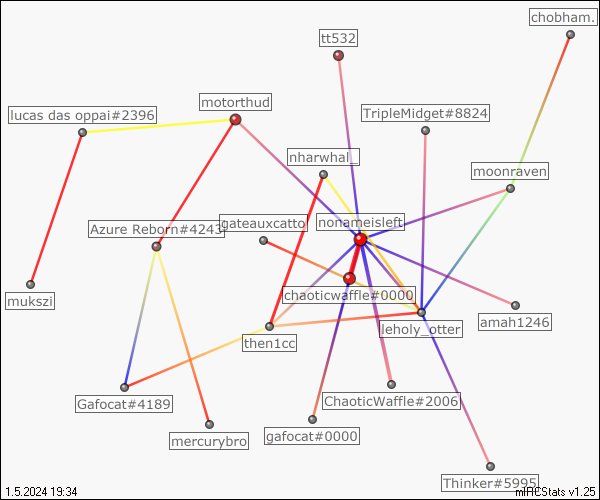 chobham.
tt532
motorthud
lucas das oppai#2396
TripleMidget#8824
nharwhal_
moonraven
gateauxcatto
nonameisleft
Azure Reborn#4243
chaoticwaffle#0000
mukszi
amah1246
leholy_otter
then1cc
ChaoticWaffle#2006
Gafocat#4189
gafocat#0000
mercurybro
Thinker#5995
1.5.2024 19:34
mIRCStats v1.25